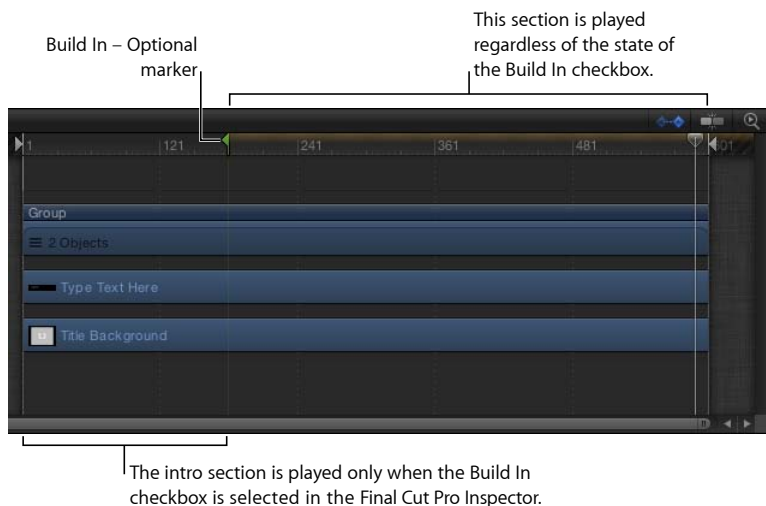 This section is played
regardless of the state of
the Build In checkbox.
Build In – Optional
marker
1 121 241 361 481 601
Group
2 Objects
Type Text Here
Title Background
The intro section is played only when the Build In
checkbox is selected in the Final Cut Pro Inspector.